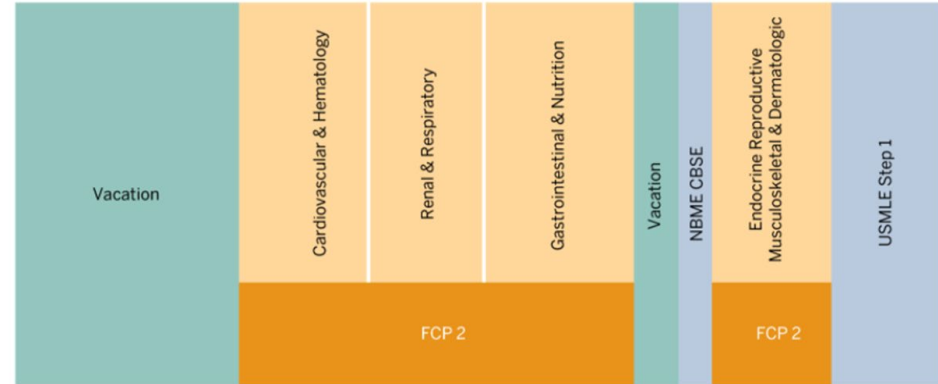 Vacation
Cardiovascular & Hematology
Renal & Respiratory
Gastrointestinal & Nutrition
Vacation
NBME CBSE
Endocrine Reproductive
Musculoskeletal & Dermatologic
USMLE Step 1
FCP 2
FCP 2